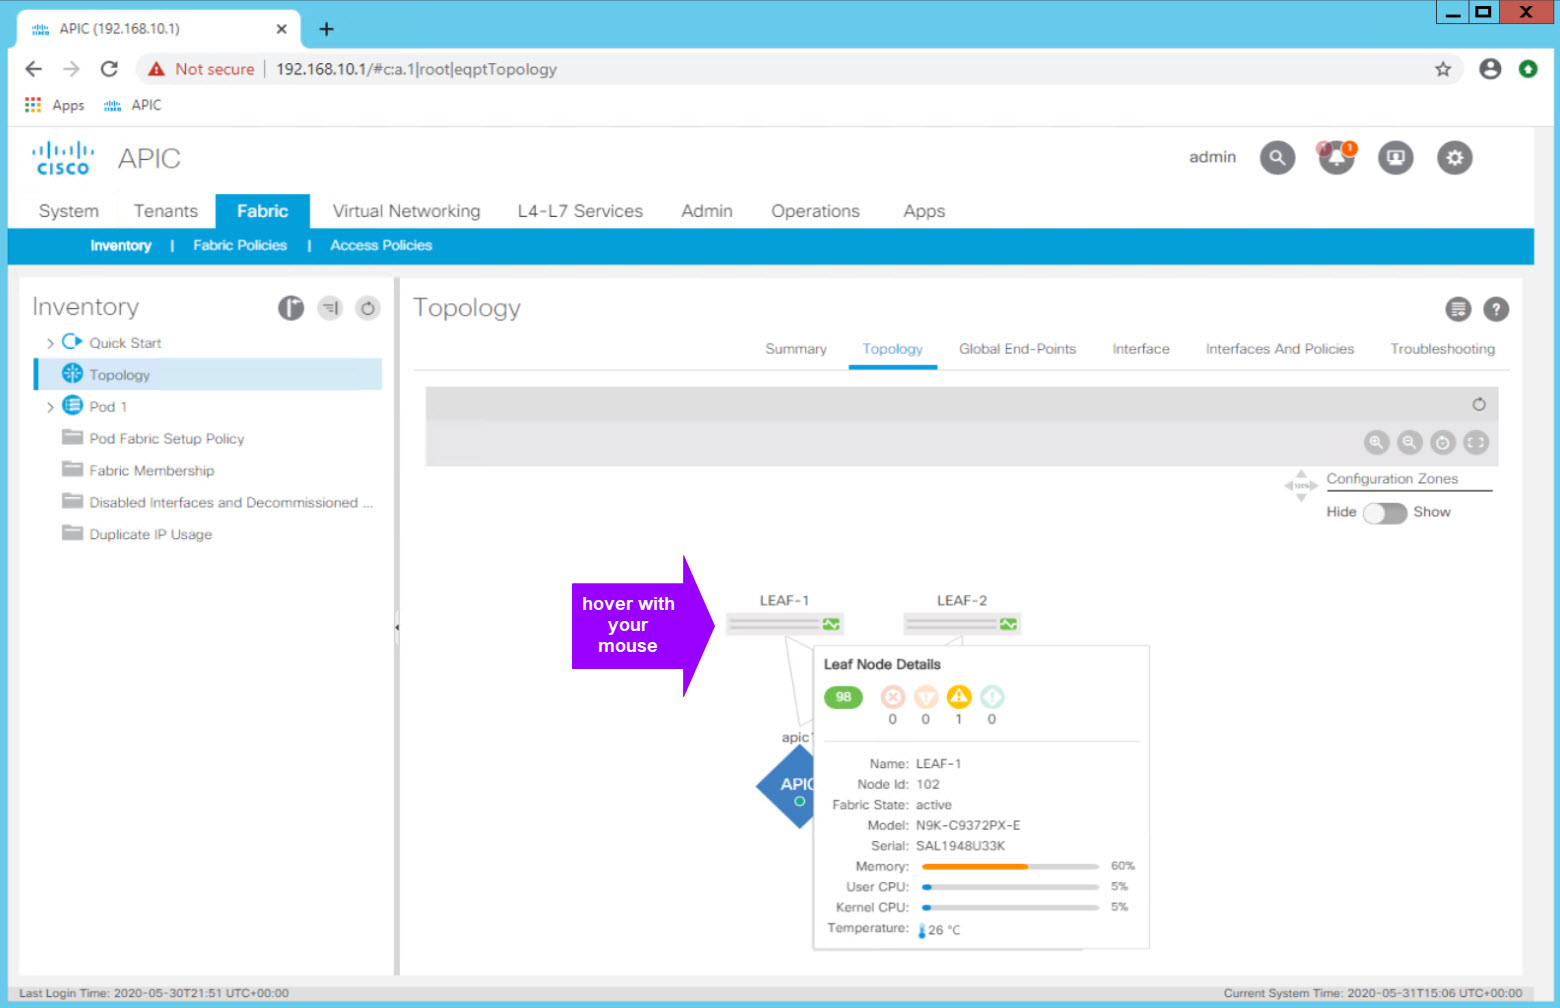 APIC (192.168.10.1)
Not secure | 192.168.10.1/#c:a.1|root|eqptTopology
Apps APIC
CISCO APIC admin 1
System Tenants Fabric Virtual Networking L4-L7 Services Admin Operations Apps
Inventory | Fabric Policies | Access Policies
Inventory
Quick Start
Topology
Pod 1
Pod Fabric Setup Policy
Fabric Membership
Disabled Interfaces and Decommissioned ...
Duplicate IP Usage
Topology
Summary Topology Global End-Points Interface Interfaces And Policies Troubleshooting
100%
Configuration Zones
Hide Show
hover with
your
mouse
LEAF-1
LEAF-2
apic1
APIC
Leaf Node Details
98
0 0 1 0
Name: LEAF-1
Node Id: 102
Fabric State: active
Model: N9K-C9372PX-E
Serial: SAL1948U33K
Memory: 60%
User CPU: 5%
Kernel CPU: 5%
Temperature: 26 °C
Last Login Time: 2020-05-30T21:51 UTC+00:00
Current System Time: 2020-05-31T15:06 UTC+00:00